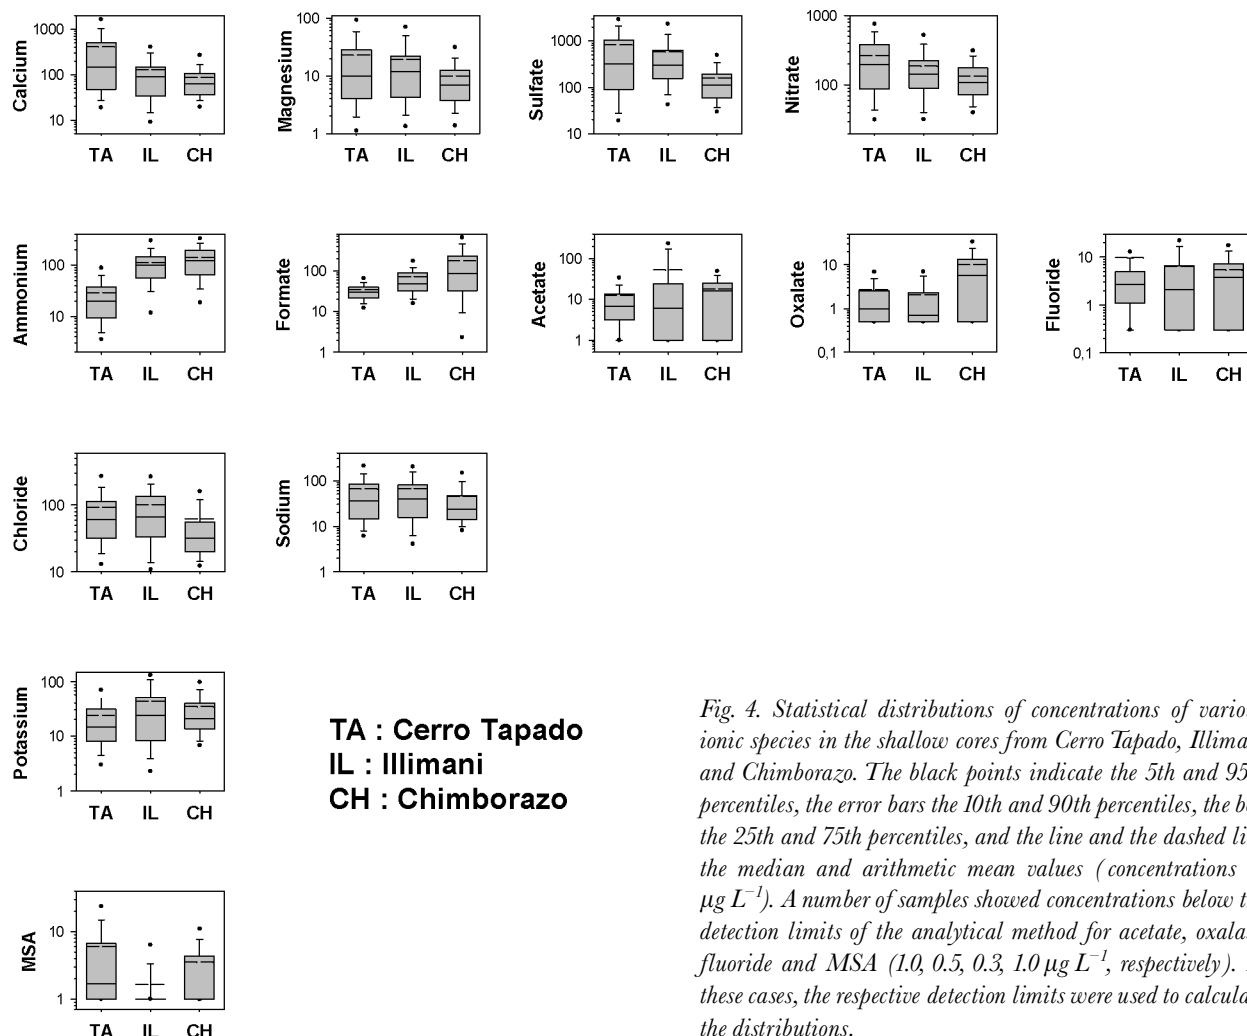 Calcium
1000
100
10
TA IL CH
Magnesium
100
10
1
TA IL CH
Sulfate
1000
100
10
TA IL CH
Nitrate
1000
100
TA IL CH
Ammonium
100
10
TA IL CH
Formate
100
10
1
TA IL CH
Acetate
100
10
1
TA IL CH
Oxalate
10
1
0,1
TA IL CH
Fluoride
10
1
0,1
TA IL CH
Chloride
100
10
TA IL CH
Sodium
100
10
1
TA IL CH
Potassium
100
10
1
TA IL CH
MSA
10
1
TA IL CH
TA : Cerro Tapado
IL : Illimani
CH : Chimborazo
Fig. 4. Statistical distributions of concentrations of
ionic species in the shallow cores from Cerro Tapado,
and Chimborazo. The black points indicate the 5th and
percentiles, the error bars the 10th and 90th percentiles, the
the 25th and 75th percentiles, and the line and the dashed
the median and arithmetic mean values (concentrations
μg L⁻¹). A number of samples showed concentrations below
detection limits of the analytical method for acetate,
fluoride and MSA (1.0, 0.5, 0.3, 1.0 μg L⁻¹, respectively).
these cases, the respective detection limits were used to
the distributions.